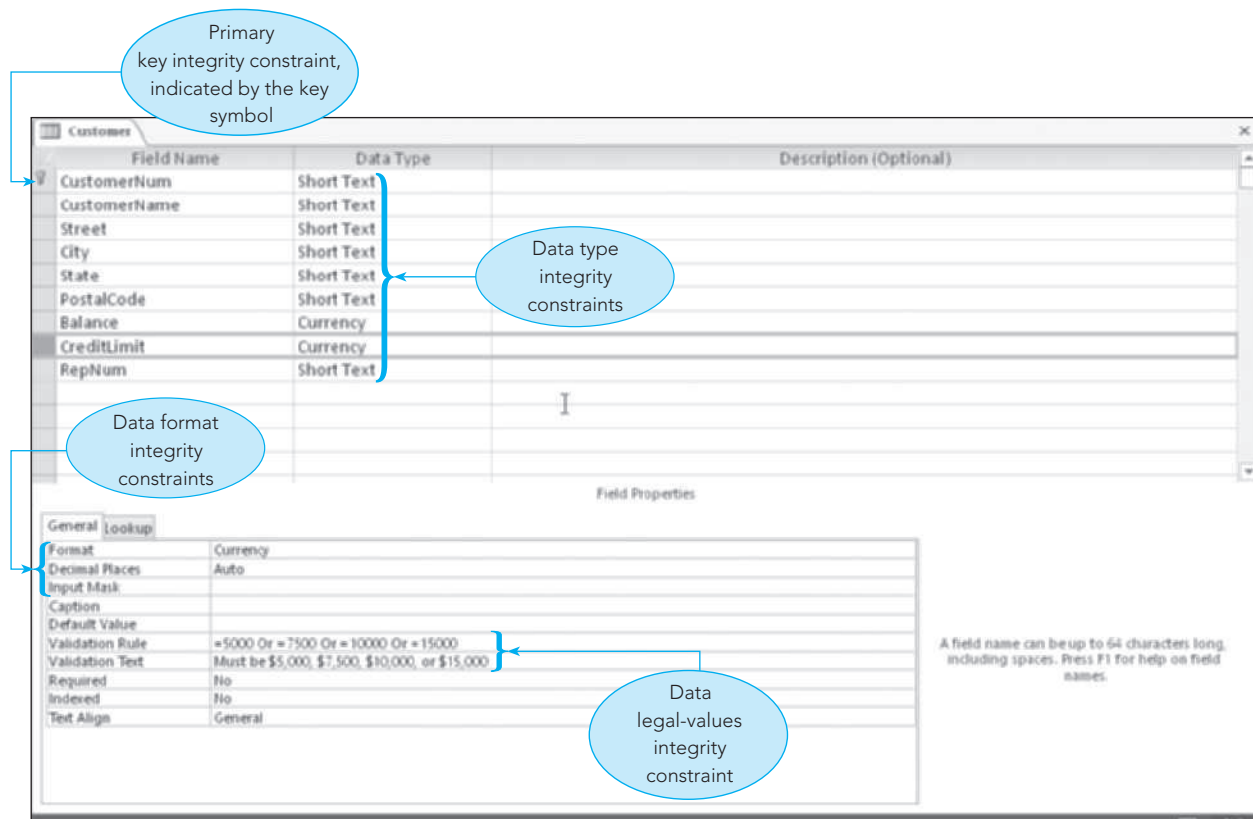 Primary
key integrity constraint,
indicated by the key
symbol
Customer
Field Name Data Type Description (Optional)
CustomerNum Short Text
CustomerName Short Text
Street Short Text
City Short Text
State Short Text
PostalCode Short Text
Balance Currency
CreditLimit Currency
RepNum Short Text
Data type
integrity
constraints
Data format
integrity
constraints
Field Properties
General Lookup
Format Currency
Decimal Places Auto
Input Mask
Caption
Default Value
Validation Rule =5000 Or =7500 Or =10000 Or =15000
Validation Text Must be $5,000, $7,500, $10,000, or $15,000
Required No
Indexed No
Text Align General
A field name can be up to 64 characters long,
including spaces. Press F1 for help on field
names.
Data
legal-values
integrity
constraint